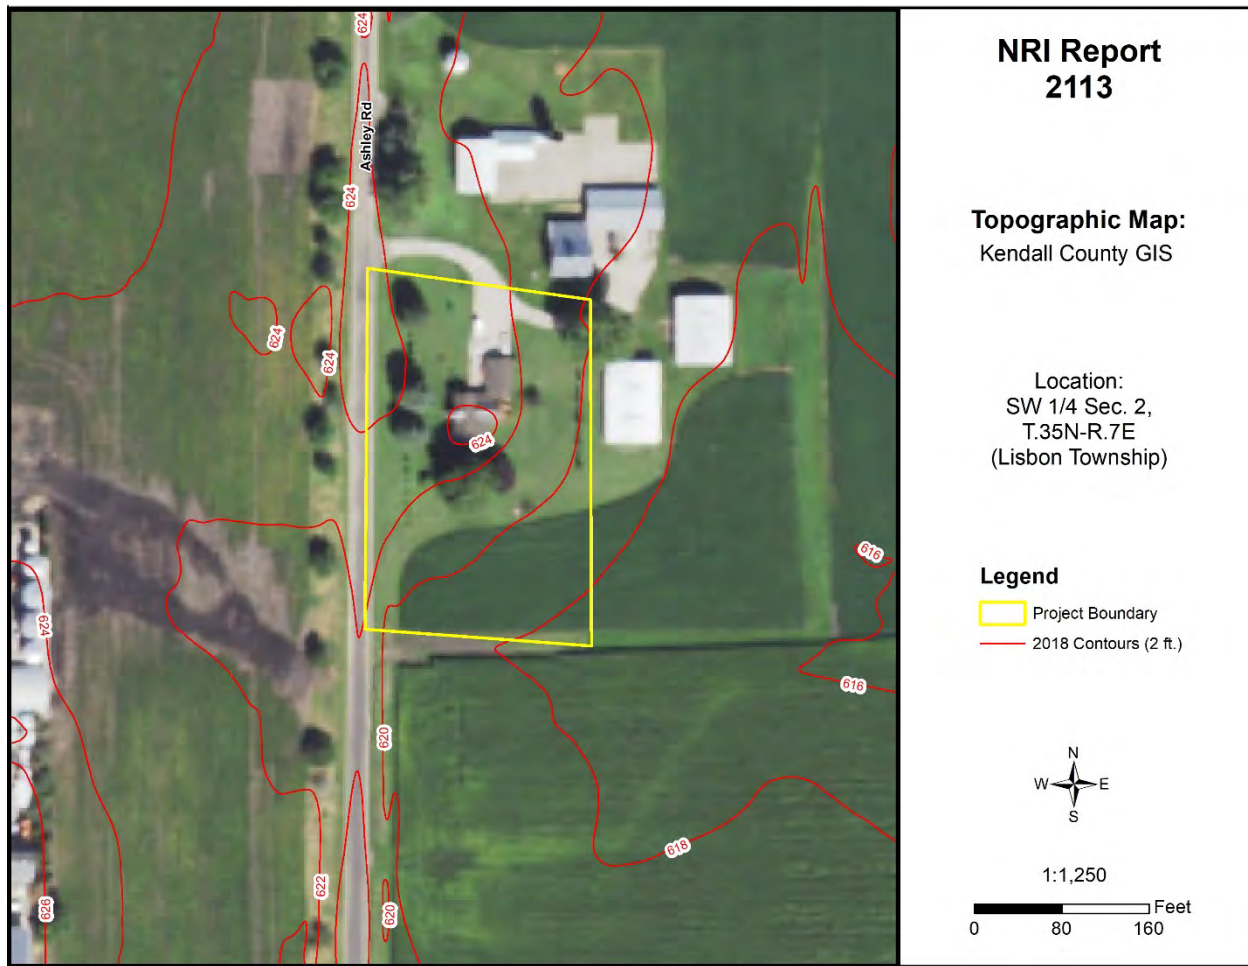 624
Ashley Rd
624
624
624
624
624
616
616
620
618
622
620
626
NRI Report
2113
Topographic Map:
Kendall County GIS
Location:
SW 1/4 Sec. 2,
T.35N-R.7E
(Lisbon Township)
Legend
Project Boundary
2018 Contours (2 ft.)
N
W E
S
1:1,250
Feet
0 80 160